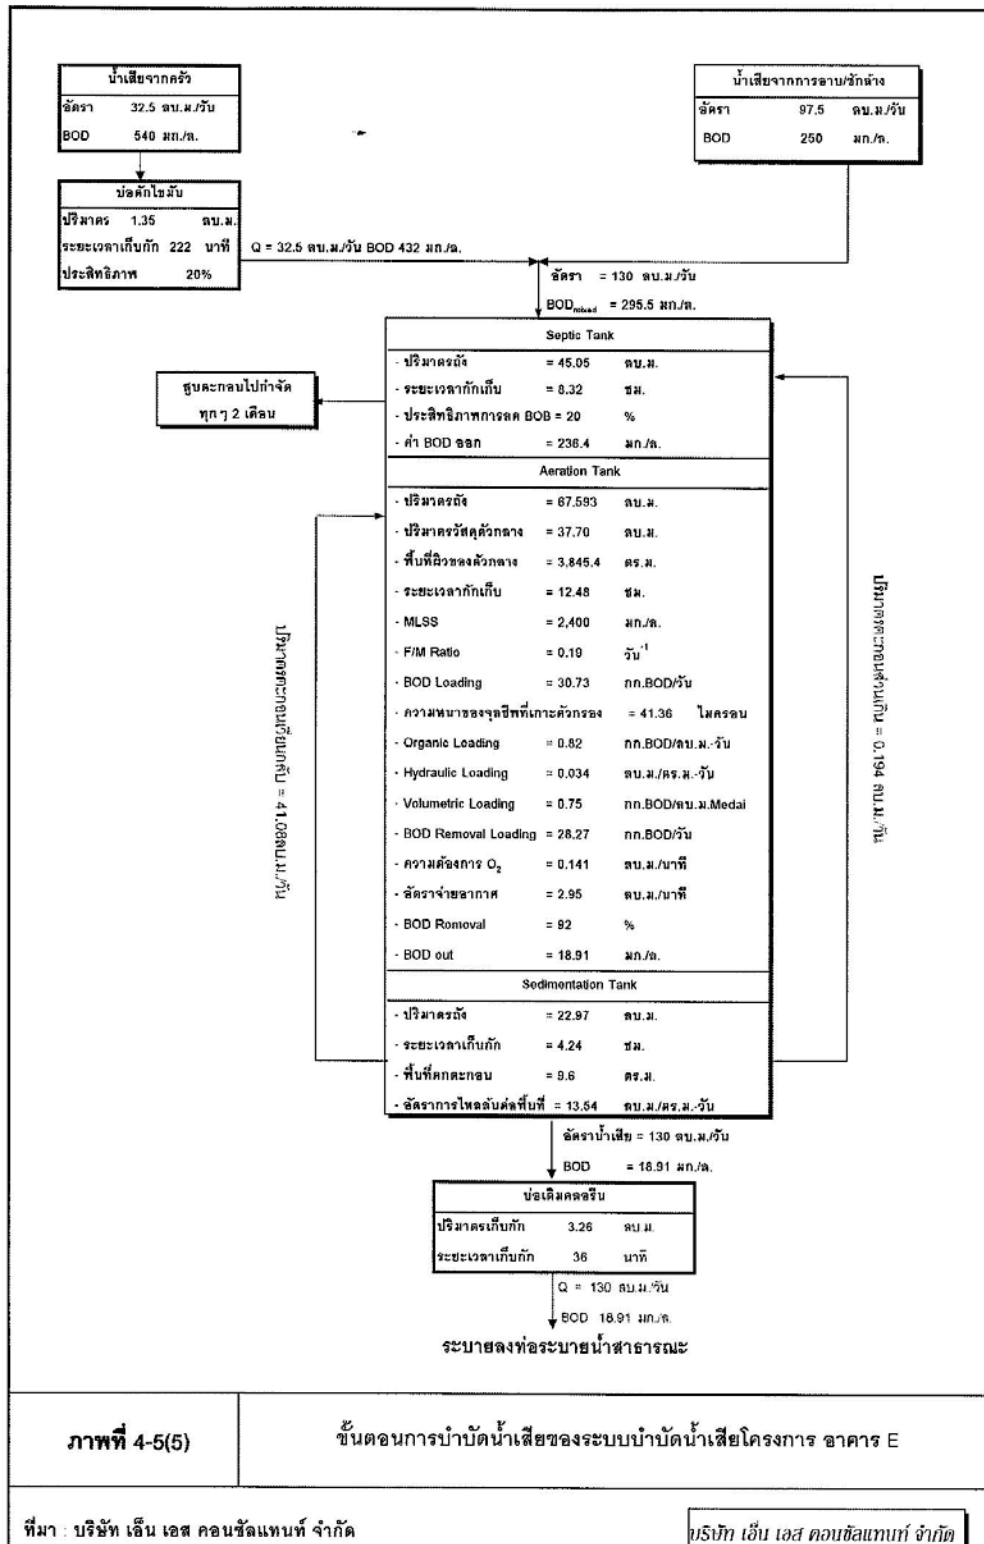 น้ำเสียจากครัว
อัตรา 32.5 ลบ.ม./วัน
BOD 540 มก./ล.
น้ำเสียจากการอาบ/ซักล้าง
อัตรา 97.5 ลบ.ม./วัน
BOD 250 มก./ล.
บ่อดักไขมัน
ปริมาตร 1.35 ลบ.ม.
ระยะเวลาเก็บกัก 222 นาที
ประสิทธิภาพ 20%
Q = 32.5 ลบ.ม./วัน BOD 432 มก./ล.
อัตรา = 130 ลบ.ม./วัน
BODmixed = 295.5 มก./ล.
Septic Tank
- ปริมาตรถัง = 45.05 ลบ.ม.
- ระยะเวลากักเก็บ = 8.32 ชม.
- ประสิทธิภาพการลด BOB = 20 %
- ค่า BOD ออก = 236.4 มก./ล.
สูบตะกอนไปกำจัด
ทุกๆ 2 เดือน
Aeration Tank
- ปริมาตรถัง = 67.593 ลบ.ม.
- ปริมาตรวัสดุตัวกลาง = 37.70 ลบ.ม.
- พื้นที่ผิวของตัวกลาง = 3,845.4 ตร.ม.
- ระยะเวลากักเก็บ = 12.48 ชม.
- MLSS = 2,400 มก./ล.
- F/M Ratio = 0.19 วัน⁻¹
- BOD Loading = 30.73 กก.BOD/วัน
- ความหนาของจุลชีพที่เกาะตัวกรอง = 41.36 ไมครอน
- Organic Loading = 0.82 กก.BOD/ลบ.ม.-วัน
- Hydraulic Loading = 0.034 ลบ.ม./ตร.ม.-วัน
- Volumetric Loading = 0.75 กก.BOD/ลบ.ม.Medai
- BOD Removal Loading = 28.27 กก.BOD/วัน
- ความต้องการ O₂ = 0.141 ลบ.ม./นาที
- อัตราจ่ายอากาศ = 2.95 ลบ.ม./นาที
- BOD Romoval = 92 %
- BOD out = 18.91 มก./ล.
ปริมาตรตะกอนเวียนกลับ = 41.08ลบ.ม./วัน
ปริมาตรตะกอนส่วนเกิน = 0.194 ลบ.ม./วัน
Sedimentation Tank
- ปริมาตรถัง = 22.97 ลบ.ม.
- ระยะเวลาเก็บกัก = 4.24 ชม.
- พื้นที่ตกตะกอน = 9.6 ตร.ม.
- อัตราการไหลล้นต่อพื้นที่ = 13.54 ลบ.ม./ตร.ม.-วัน
อัตราน้ำเสีย = 130 ลบ.ม./วัน
BOD = 18.91 มก./ล.
บ่อเติมคลอรีน
ปริมาตรเก็บกัก 3.26 ลบ.ม.
ระยะเวลาเก็บกัก 36 นาที
Q = 130 ลบ.ม./วัน
BOD 18.91 มก./ล.
ระบายลงท่อระบายน้ำสาธารณะ
ภาพที่ 4-5(5)
ขั้นตอนการบำบัดน้ำเสียของระบบบำบัดน้ำเสียโครงการ อาคาร E
ที่มา : บริษัท เอ็น เอส คอนซัลแทนท์ จำกัด
บริษัท เอ็น เอส คอนซัลแทนท์ จำกัด